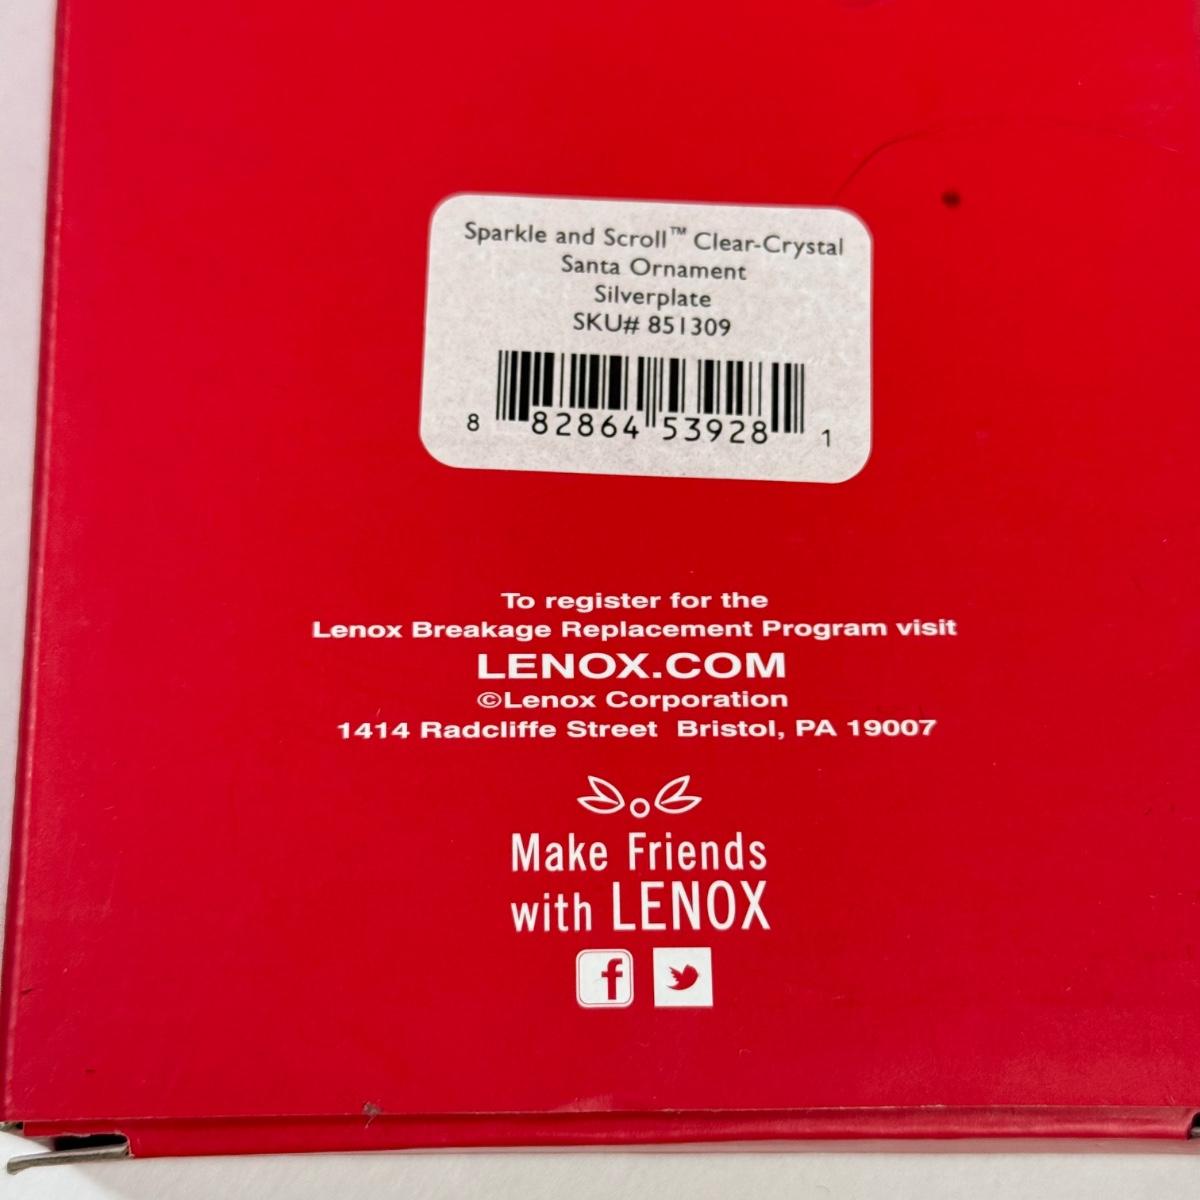 Sparkle and Scroll™ Clear-Crystal
Santa Ornament
Silverplate
SKU# 851309
8 82864 53928 1
To register for the
Lenox Breakage Replacement Program visit
LENOX.COM
©Lenox Corporation
1414 Radcliffe Street Bristol, PA 19007
Make Friends
with LENOX
f